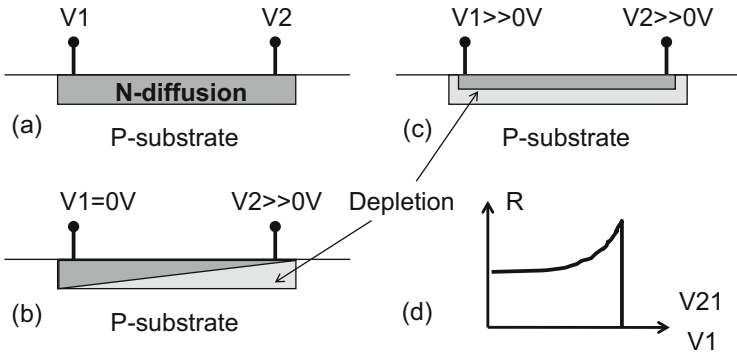 V1 V2
N-diffusion
(a)
P-substrate
V1=0V V2>>0V
(b)
P-substrate
Depletion
V1>>0V V2>>0V
(c)
P-substrate
R
(d)
V21
V1